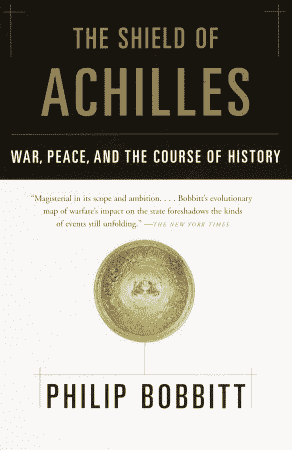 THE SHIELD OF
ACHILLES
WAR, PEACE, AND THE COURSE OF HISTORY
"Magisterial in its scope and ambition. . . . Bobbitt's evolutionary
map of warfare's impact on the state foreshadows the kinds
of events still unfolding." —THE NEW YORK TIMES
PHILIP BOBBITT